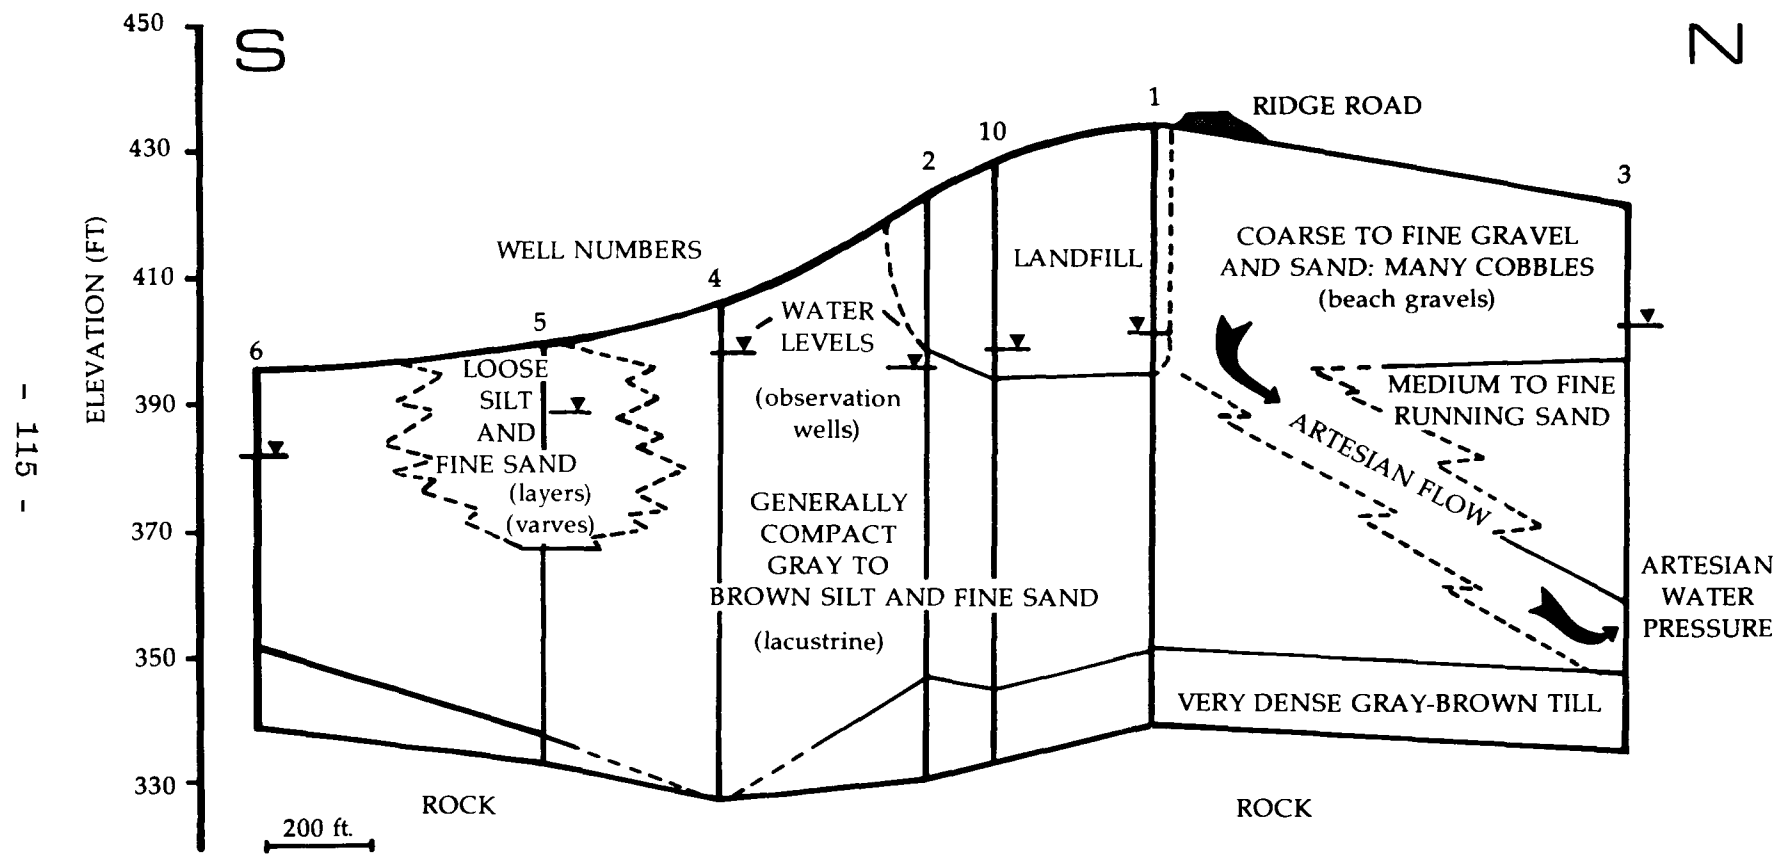 450
S
N
1
RIDGE ROAD
10
430
2
3
ELEVATION (FT)
WELL NUMBERS
LANDFILL
COARSE TO FINE GRAVEL
AND SAND: MANY COBBLES
(beach gravels)
410
4
WATER
LEVELS
5
6
LOOSE
SILT
AND
FINE SAND
(layers)
(varves)
(observation
wells)
MEDIUM TO FINE
RUNNING SAND
390
ARTESIAN FLOW
- 115 -
GENERALLY
COMPACT
GRAY TO
BROWN SILT AND FINE SAND
(lacustrine)
370
ARTESIAN
WATER
PRESSURE
350
VERY DENSE GRAY-BROWN TILL
330
ROCK
ROCK
200 ft.